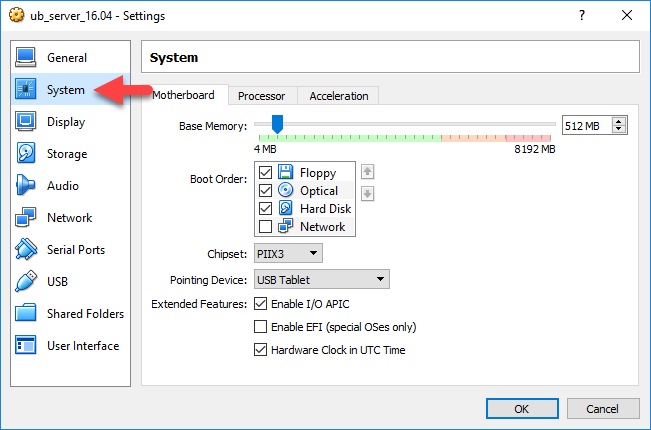 ub_server_16.04 - Settings ?
General
System
Display
Storage
Audio
Network
Serial Ports
USB
Shared Folders
User Interface
System
Motherboard Processor Acceleration
Base Memory: 512 MB
4 MB 8192 MB
Boot Order: Floppy
Optical
Hard Disk
Network
Chipset: PIIX3
Pointing Device: USB Tablet
Extended Features: Enable I/O APIC
Enable EFI (special OSes only)
Hardware Clock in UTC Time
OK Cancel